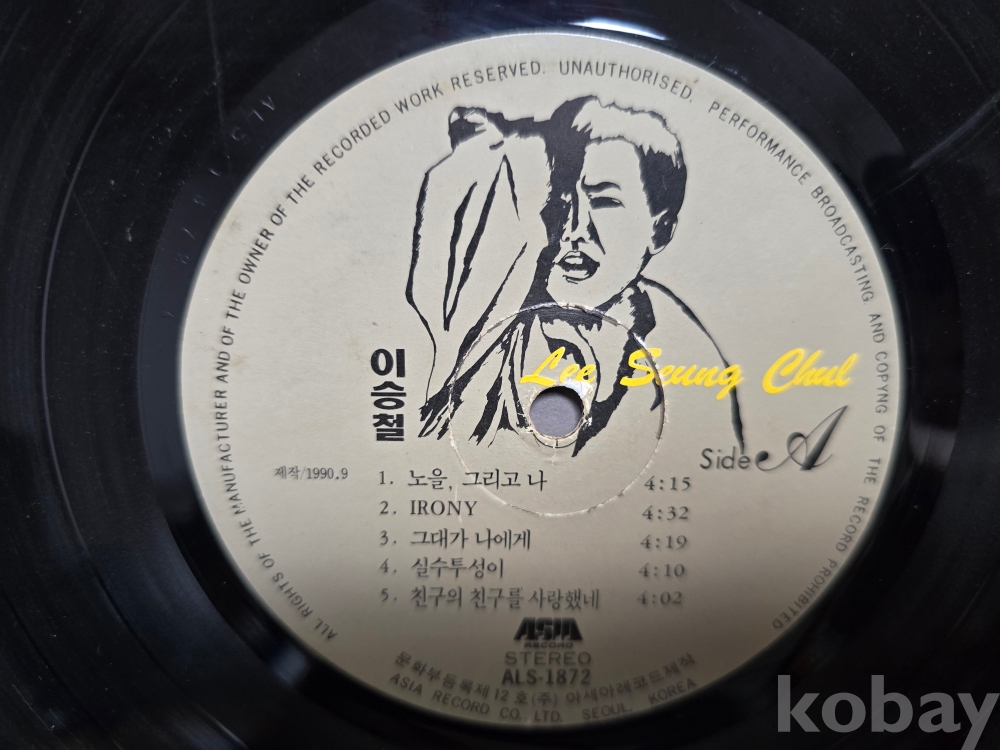 ALL RIGHTS OF THE MANUFACTURER AND OF THE OWNER OF THE RECORDED WORK RESERVED. UNAUTHORISED. PERFORMANCE BROADCASTING AND COPYNG OF THE RECORD PROHIBITED
이승철
Lee Seung Chul
Side A
제작/1990.9
1. 노을, 그리고 나 4:15
2. IRONY 4:32
3. 그대가 나에게 4:19
4. 실수투성이 4:10
5. 친구의 친구를 사랑했네 4:02
ASIA
RECORD
STEREO
ALS-1872
문화부등록제12호(주)아세아레코드제작
ASIA RECORD CO., LTD. SEOUL, KOREA
kobay